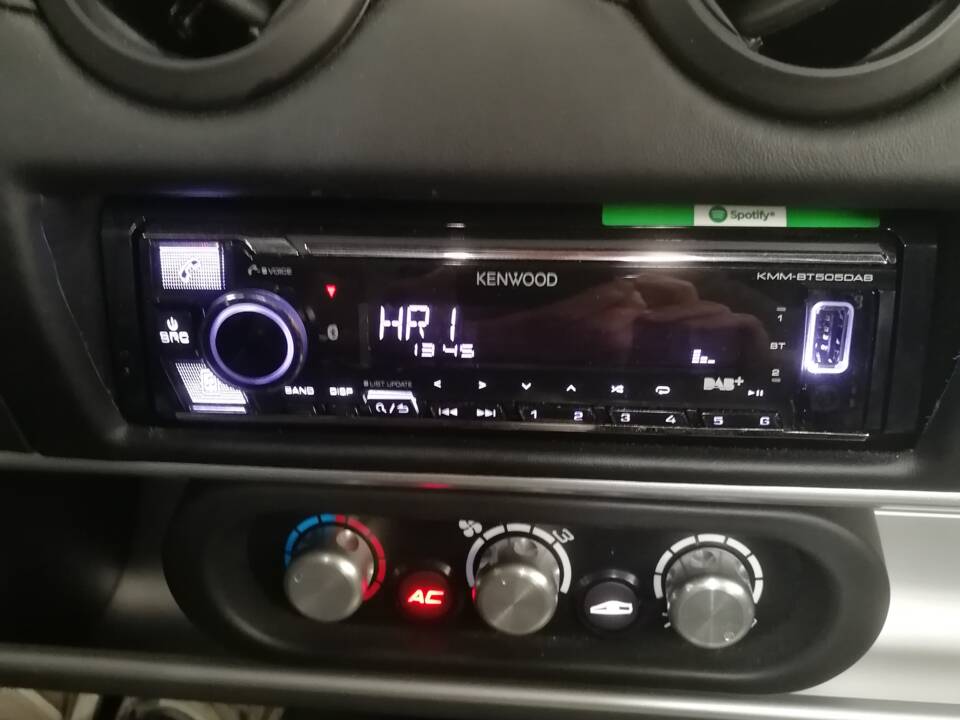 Spotify®
VOICE
KENWOOD
KMM-BT505DAB
HR1
13 45
SRC
1
BT
2
LIST UPDATE
BAND DISP
DAB+
1 2 3 4 5 6
3
AC